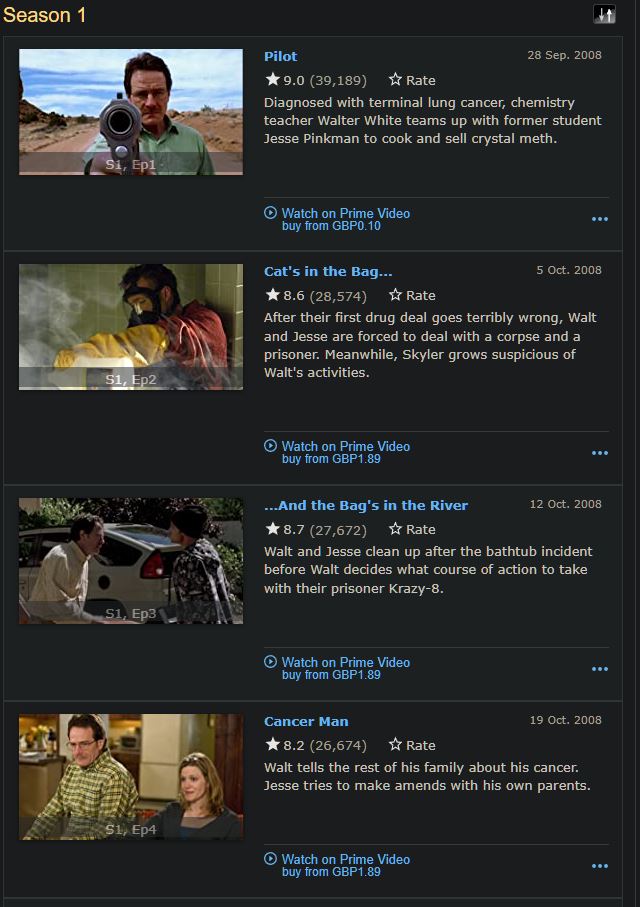 Season 1
Pilot
28 Sep. 2008
9.0 (39,189) Rate
Diagnosed with terminal lung cancer, chemistry
teacher Walter White teams up with former student
Jesse Pinkman to cook and sell crystal meth.
S1, Ep1
Watch on Prime Video
buy from GBP0.10
Cat's in the Bag...
5 Oct. 2008
8.6 (28,574) Rate
After their first drug deal goes terribly wrong, Walt
and Jesse are forced to deal with a corpse and a
prisoner. Meanwhile, Skyler grows suspicious of
Walt's activities.
S1, Ep2
Watch on Prime Video
buy from GBP1.89
...And the Bag's in the River
12 Oct. 2008
8.7 (27,672) Rate
Walt and Jesse clean up after the bathtub incident
before Walt decides what course of action to take
with their prisoner Krazy-8.
S1, Ep3
Watch on Prime Video
buy from GBP1.89
Cancer Man
19 Oct. 2008
8.2 (26,674) Rate
Walt tells the rest of his family about his cancer.
Jesse tries to make amends with his own parents.
S1, Ep4
Watch on Prime Video
buy from GBP1.89